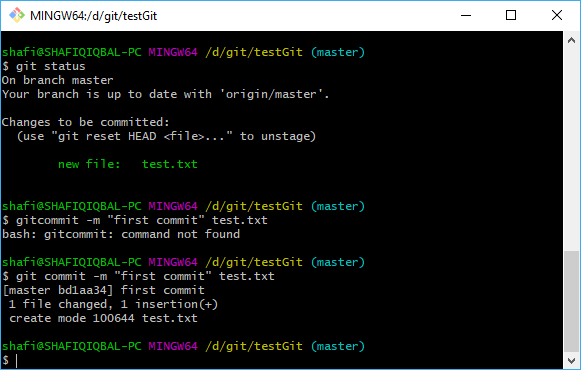 MINGW64:/d/git/testGit
shafi@SHAFIQIQBAL-PC MINGW64 /d/git/testGit (master)
$ git status
On branch master
Your branch is up to date with 'origin/master'.
Changes to be committed:
(use "git reset HEAD <file>..." to unstage)
new file: test.txt
shafi@SHAFIQIQBAL-PC MINGW64 /d/git/testGit (master)
$ gitcommit -m "first commit" test.txt
bash: gitcommit: command not found
shafi@SHAFIQIQBAL-PC MINGW64 /d/git/testGit (master)
$ git commit -m "first commit" test.txt
[master bd1aa34] first commit
1 file changed, 1 insertion(+)
create mode 100644 test.txt
shafi@SHAFIQIQBAL-PC MINGW64 /d/git/testGit (master)
$